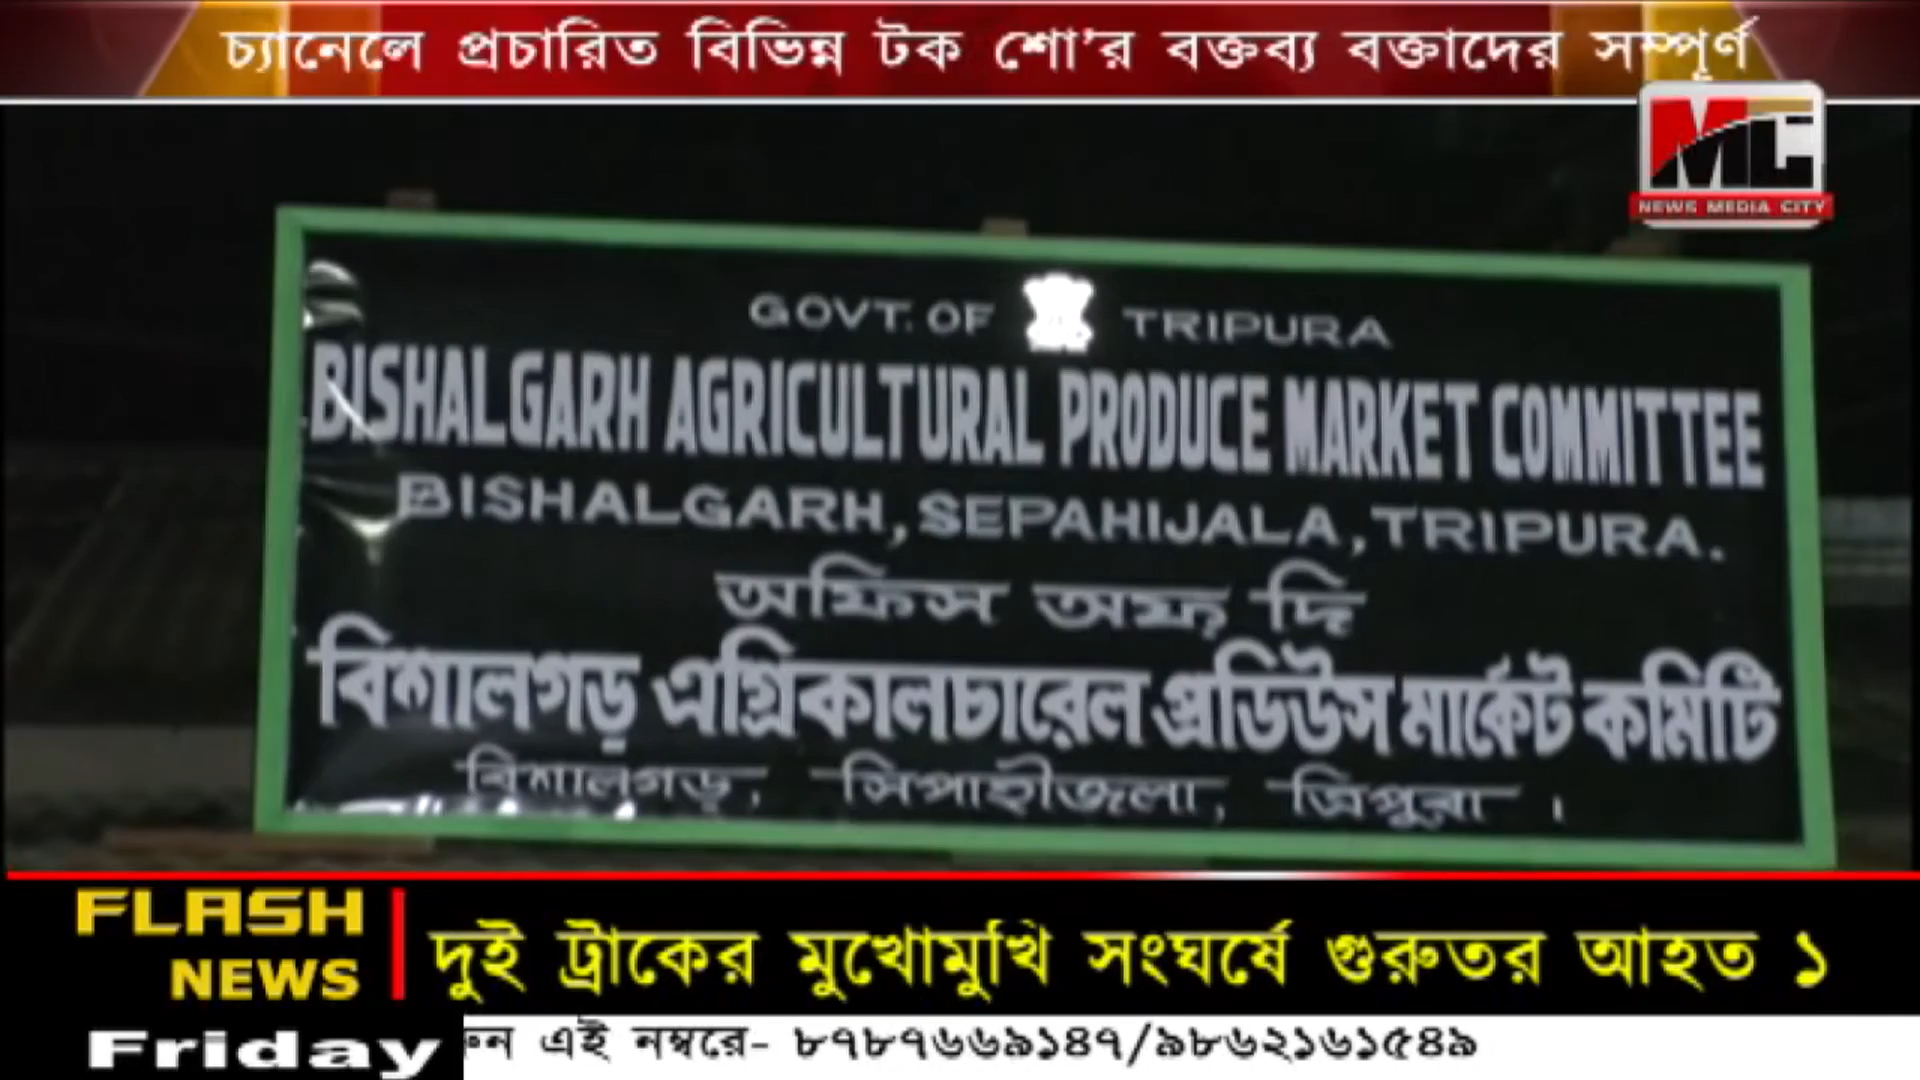 চ্যানেলে প্রচারিত বিভিন্ন টক শো'র বক্তব্য বক্তাদের সম্পূর্ণ
MC
NEWS MEDIA CITY
GOVT. OF TRIPURA
BISHALGARH AGRICULTURAL PRODUCE MARKET COMMITTEE
BISHALGARH, SEPAHIJALA, TRIPURA.
অফিস অফ্ দি
বিশালগড় এগ্রিকালচারেল প্রডিউস মার্কেট কমিটি
বিশালগড়, সিপাহীজলা, ত্রিপুরা ।
FLASH NEWS
দুই ট্রাকের মুখোমুখি সংঘর্ষে গুরুতর আহত ১
Friday
এই নম্বরে- ৮৭৮৭৬৬৯১৪৭/৯৮৬২১৬১৫৪৯